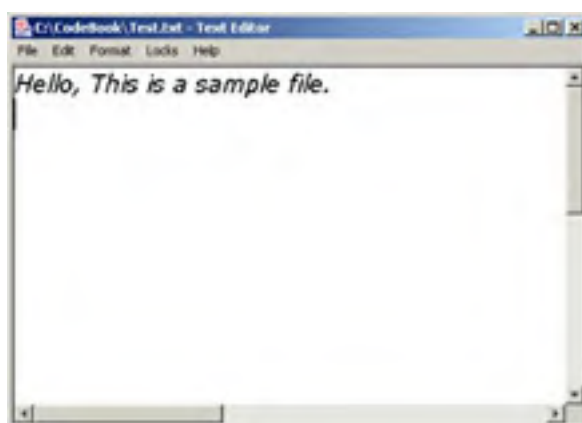 C:\CodeBook\Test.txt - Text Editor
File Edit Format Locks Help
Hello, This is a sample file.